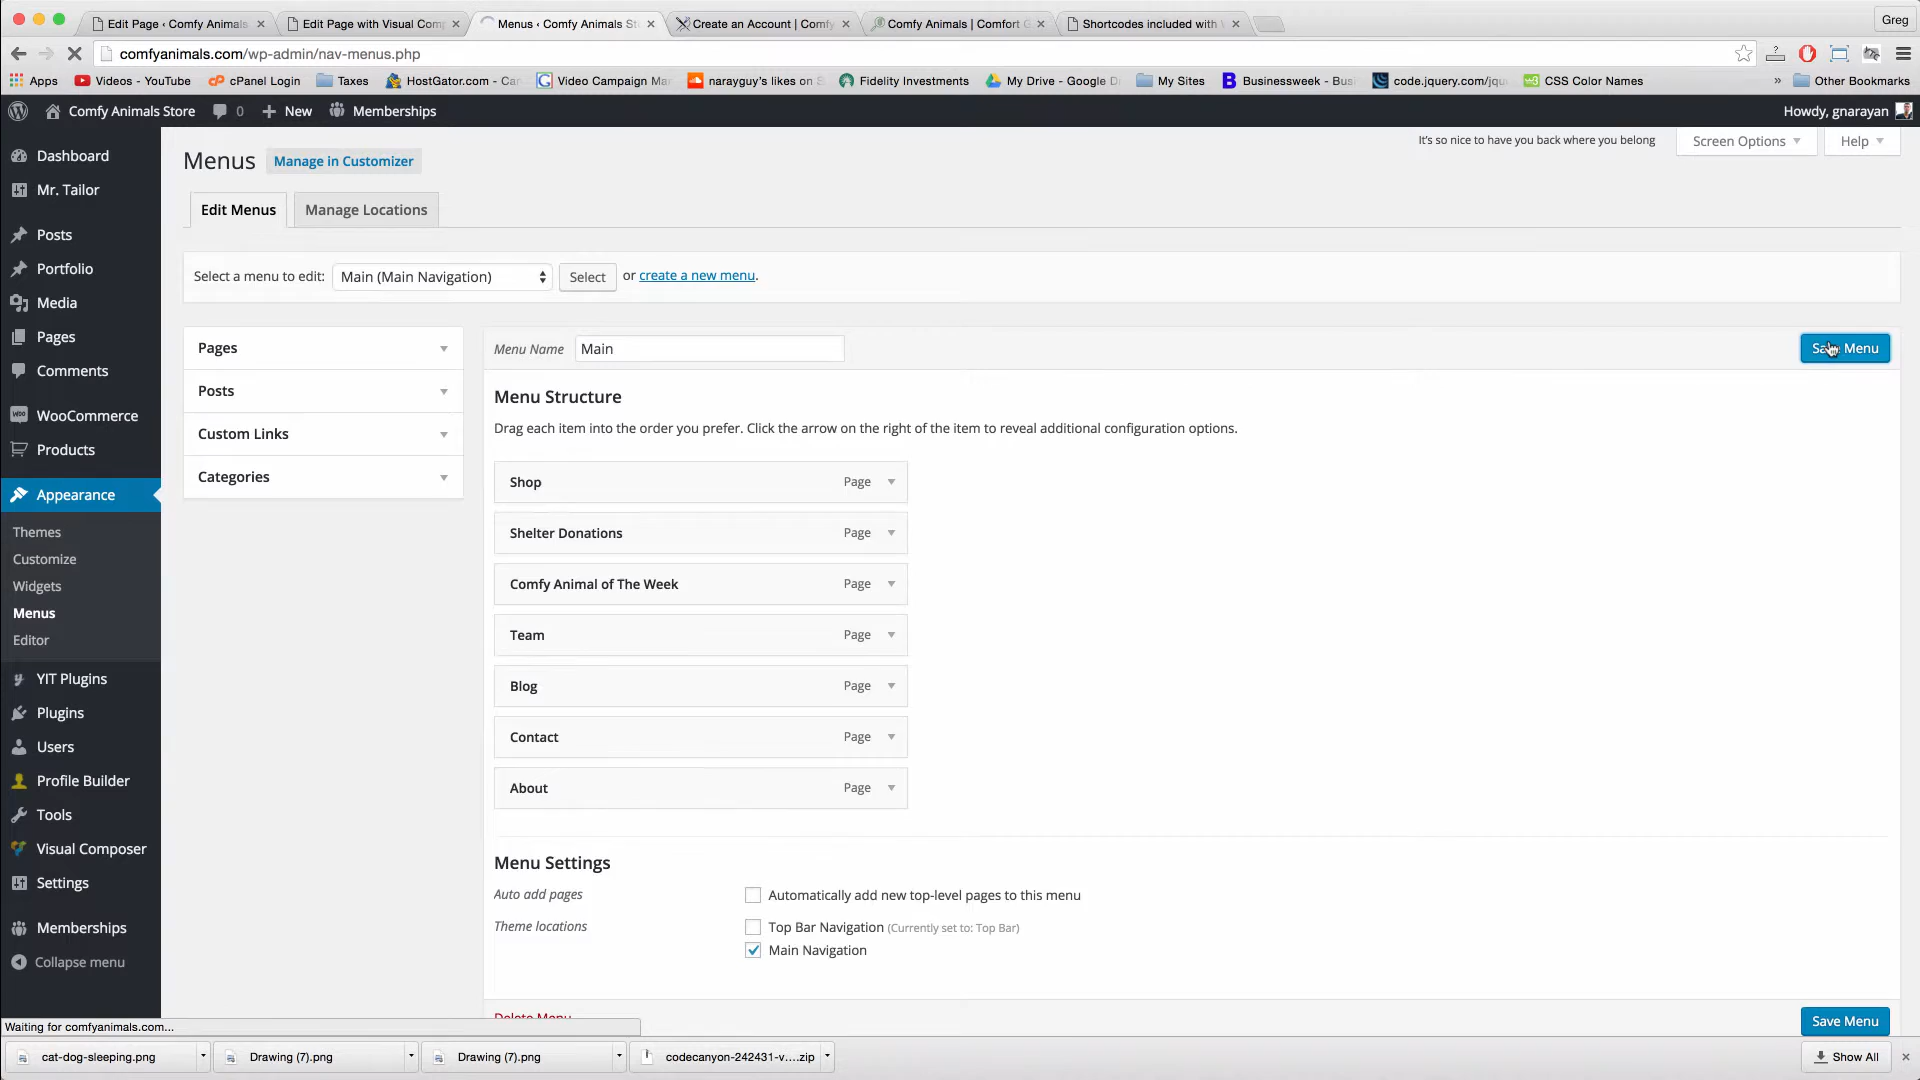 Edit Page ‹ Comfy Animals
Edit Page with Visual Comp
Menus ‹ Comfy Animals St
Create an Account | Comfy
Comfy Animals | Comfort G
Shortcodes included with
Greg
comfyanimals.com/wp-admin/nav-menus.php
Apps
Videos - YouTube
cPanel Login
Taxes
HostGator.com - Ca
Video Campaign Mar
narayguy's likes on S
Fidelity Investments
My Drive - Google D
My Sites
Businessweek - Bus
code.jquery.com/jqu
CSS Color Names
»
Other Bookmarks
Comfy Animals Store
0
+ New
Memberships
Howdy, gnarayan
Dashboard
Mr. Tailor
Posts
Portfolio
Media
Pages
Comments
WooCommerce
Products
Appearance
Themes
Customize
Widgets
Menus
Editor
YIT Plugins
Plugins
Users
Profile Builder
Tools
Visual Composer
Settings
Memberships
Collapse menu
It's so nice to have you back where you belong
Screen Options
Help
Menus
Manage in Customizer
Edit Menus
Manage Locations
Select a menu to edit: Main (Main Navigation) Select or create a new menu.
Pages
Posts
Custom Links
Categories
Menu Name Main
Menu
Menu Structure
Drag each item into the order you prefer. Click the arrow on the right of the item to reveal additional configuration options.
Shop Page
Shelter Donations Page
Comfy Animal of The Week Page
Team Page
Blog Page
Contact Page
About Page
Menu Settings
Auto add pages Automatically add new top-level pages to this menu
Theme locations Top Bar Navigation (Currently set to: Top Bar)
Main Navigation
Delete Menu
Save Menu
Waiting for comfyanimals.com...
cat-dog-sleeping.png
Drawing (7).png
Drawing (7).png
codecanyon-242431-v....zip
Show All